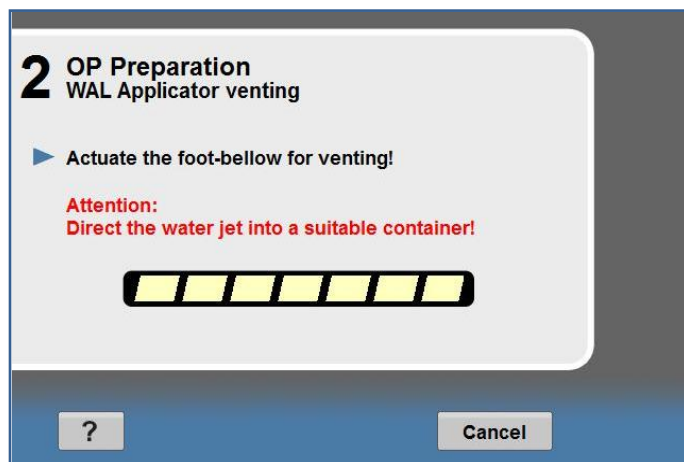 2 OP Preparation
WAL Applicator venting
Actuate the foot-bellow for venting!
Attention:
Direct the water jet into a suitable container!
? Cancel